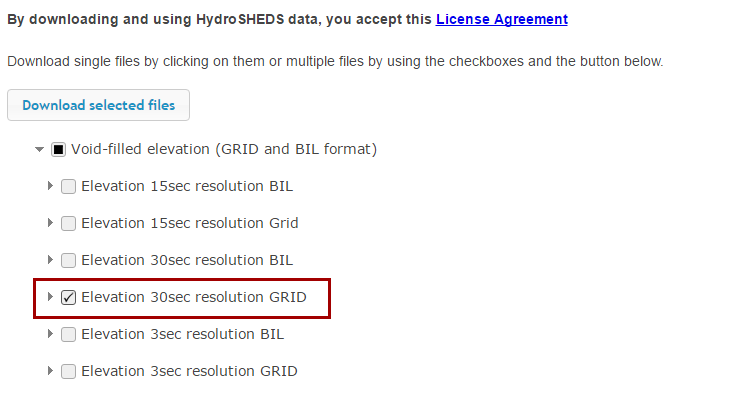 By downloading and using HydroSHEDS data, you accept this License Agreement
Download single files by clicking on them or multiple files by using the checkboxes and the button below.
Download selected files
Void-filled elevation (GRID and BIL format)
Elevation 15sec resolution BIL
Elevation 15sec resolution Grid
Elevation 30sec resolution BIL
Elevation 30sec resolution GRID
Elevation 3sec resolution BIL
Elevation 3sec resolution GRID